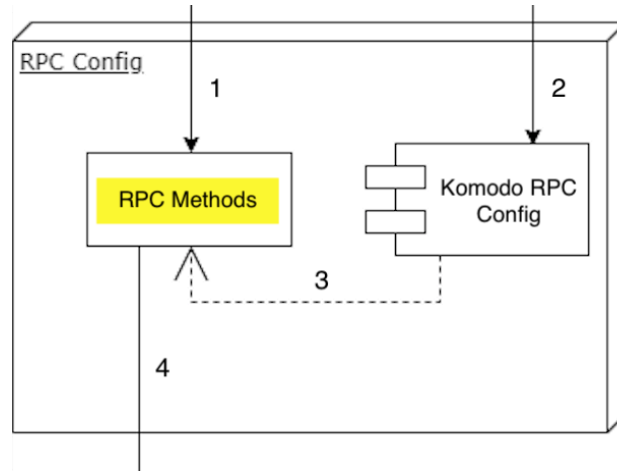 RPC Config
1
2
RPC Methods
Komodo RPC
Config
3
4